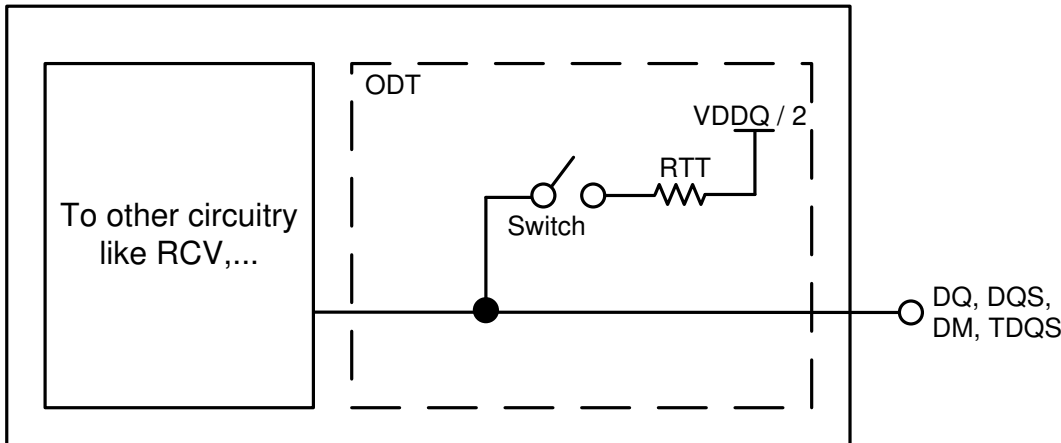 ODT
VDDQ / 2
RTT
Switch
To other circuitry
like RCV,...
DQ, DQS,
DM, TDQS